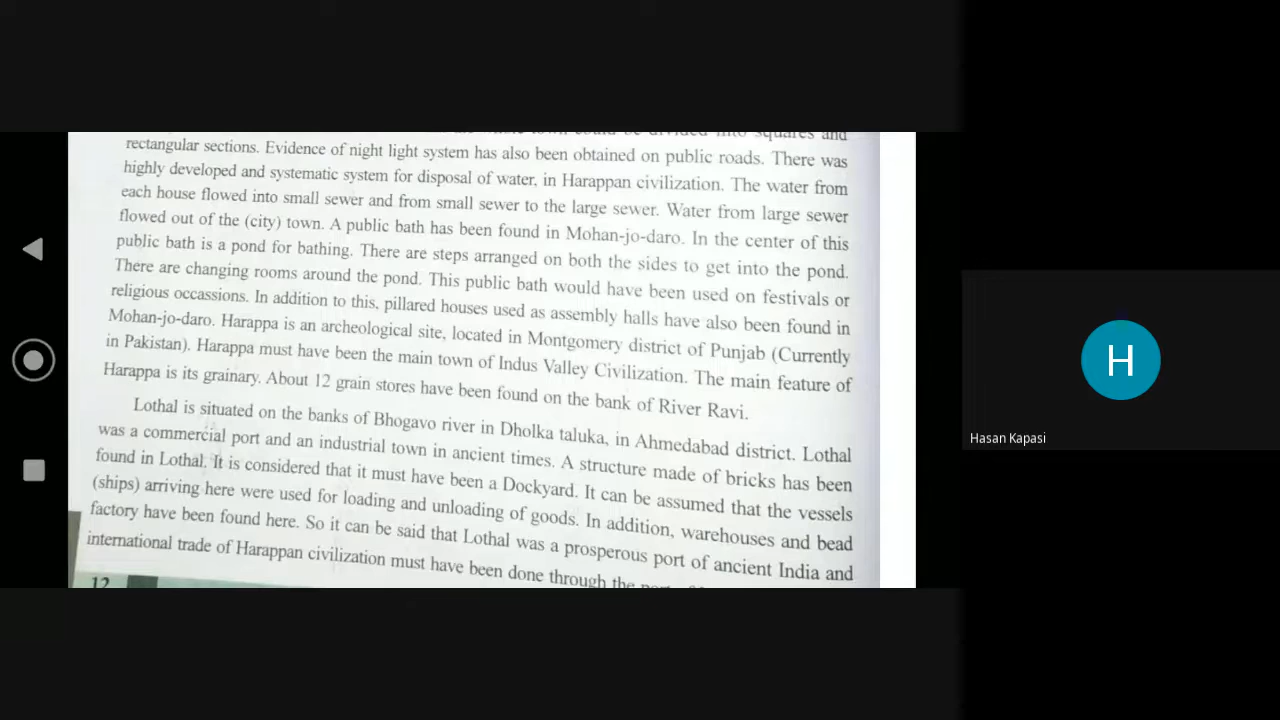 town could be divided into squares and
rectangular sections. Evidence of night light system has also been obtained on public roads. There was
highly developed and systematic system for disposal of water, in Harappan civilization. The water from
each house flowed into small sewer and from small sewer to the large sewer. Water from large sewer
flowed out of the (city) town. A public bath has been found in Mohan-jo-daro. In the center of this
public bath is a pond for bathing. There are steps arranged on both the sides to get into the pond.
There are changing rooms around the pond. This public bath would have been used on festivals or
religious occassions. In addition to this, pillared houses used as assembly halls have also been found in
Mohan-jo-daro. Harappa is an archeological site, located in Montgomery district of Punjab (Currently
in Pakistan). Harappa must have been the main town of Indus Valley Civilization. The main feature of
Harappa is its grainary. About 12 grain stores have been found on the bank of River Ravi.
Lothal is situated on the banks of Bhogavo river in Dholka taluka, in Ahmedabad district. Lothal
was a commercial port and an industrial town in ancient times. A structure made of bricks has been
found in Lothal. It is considered that it must have been a Dockyard. It can be assumed that the vessels
(ships) arriving here were used for loading and unloading of goods. In addition, warehouses and bead
factory have been found here. So it can be said that Lothal was a prosperous port of ancient India and
international trade of Harappan civilization must have been done through the
12
H
Hasan Kapasi